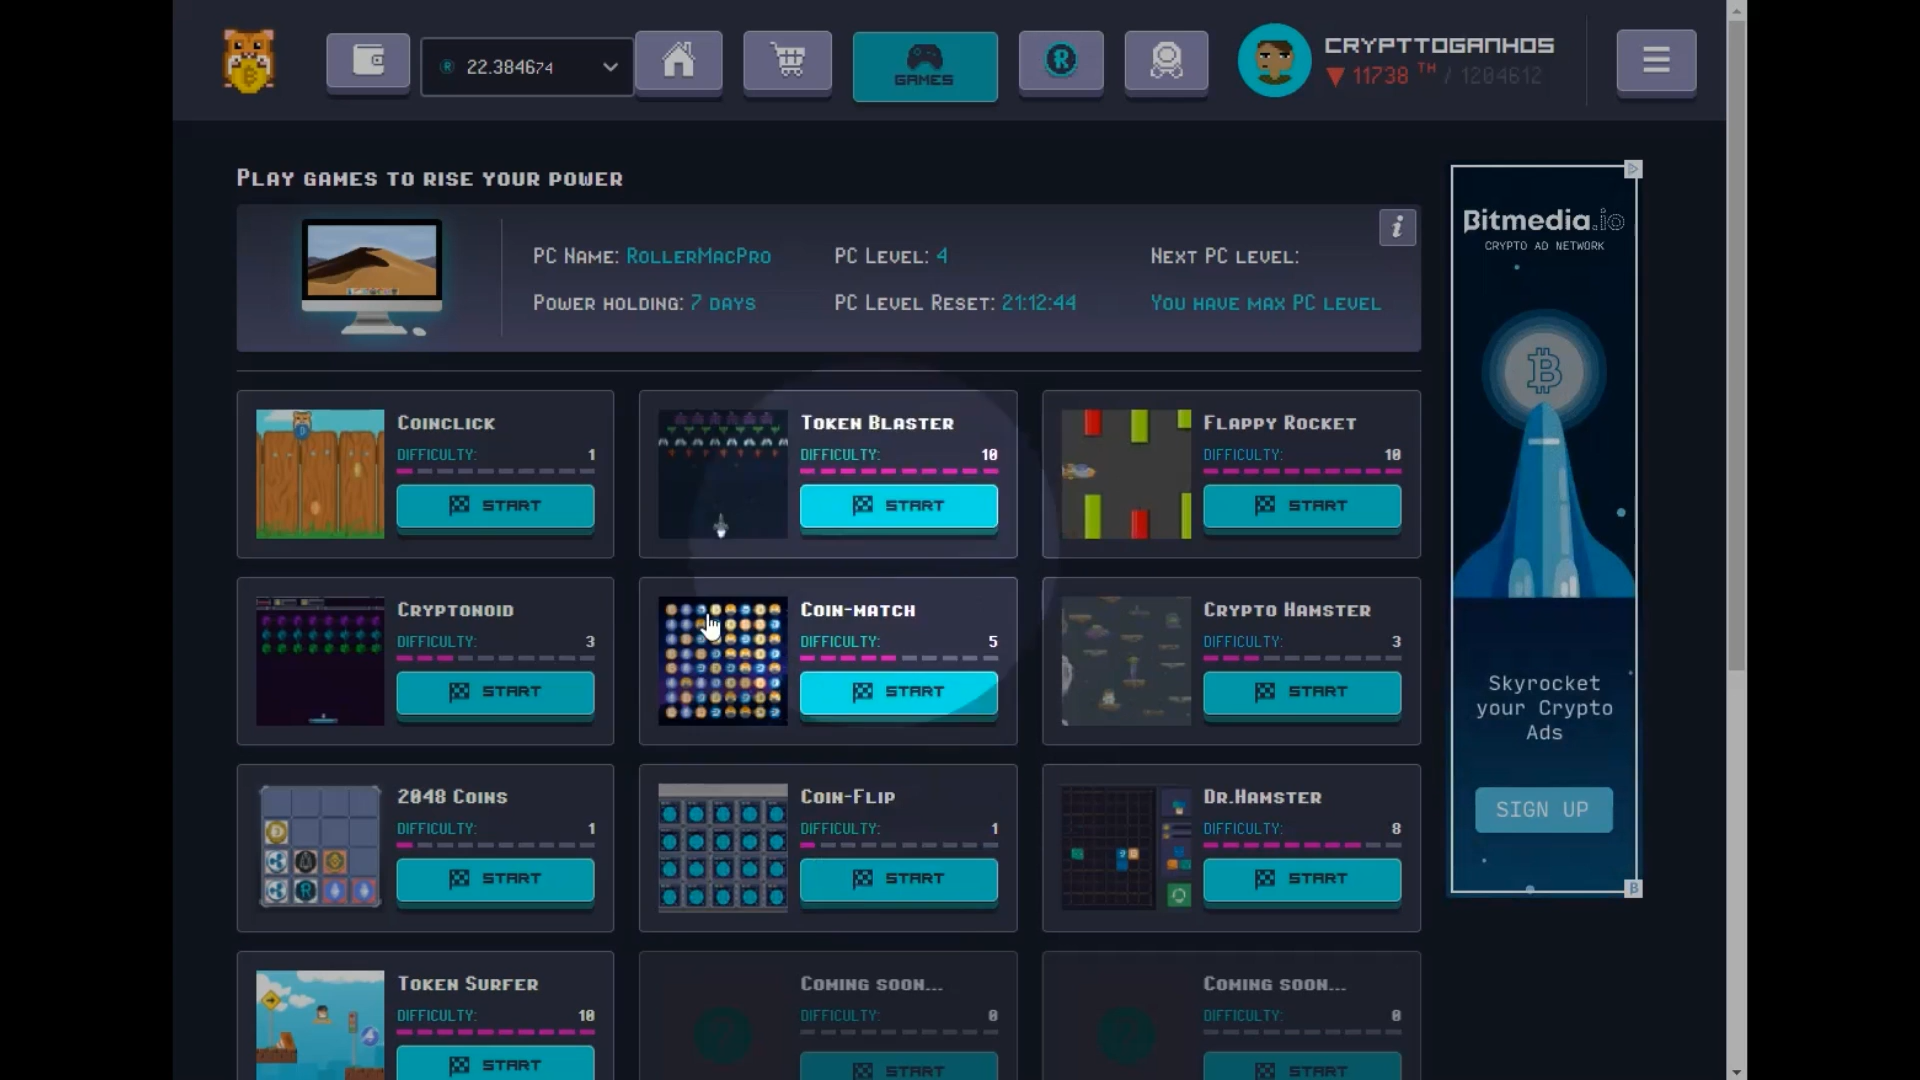 22.384674
GAMES
CRYPTTOGANHOS
▼ 11738 TH / 1204612
PLAY GAMES TO RISE YOUR POWER
PC NAME: ROLLERMACPRO
PC LEVEL: 4
NEXT PC LEVEL:
POWER HOLDING: 7 DAYS
PC LEVEL RESET: 21:12:44
YOU HAVE MAX PC LEVEL
COINCLICK
DIFFICULTY: 1
START
TOKEN BLASTER
DIFFICULTY: 10
START
FLAPPY ROCKET
DIFFICULTY: 10
START
CRYPTONOID
DIFFICULTY: 3
START
COIN-MATCH
DIFFICULTY: 5
START
CRYPTO HAMSTER
DIFFICULTY: 3
START
2048 COINS
DIFFICULTY: 1
START
COIN-FLIP
DIFFICULTY: 1
START
DR.HAMSTER
DIFFICULTY: 8
START
TOKEN SURFER
DIFFICULTY: 10
START
COMING SOON...
DIFFICULTY: 0
START
COMING SOON...
DIFFICULTY: 0
START
Bitmedia.io
CRYPTO AD NETWORK
Skyrocket
your Crypto
Ads
SIGN UP